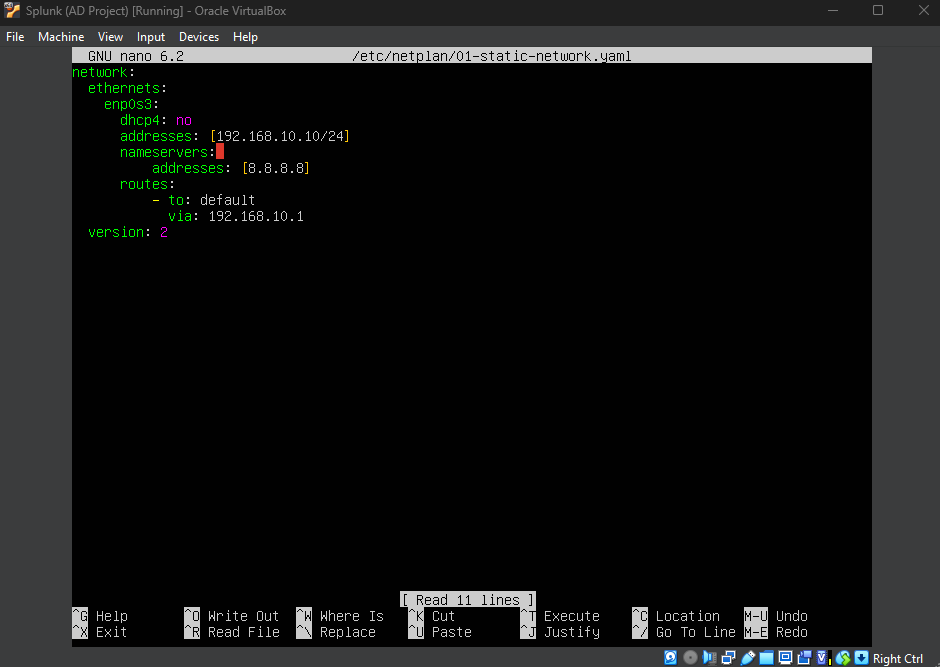 Splunk (AD Project) [Running] - Oracle VirtualBox
File Machine View Input Devices Help
GNU nano 6.2 /etc/netplan/01-static-network.yaml
network:
  ethernets:
    enp0s3:
      dhcp4: no
      addresses: [192.168.10.10/24]
      nameservers:
          addresses: [8.8.8.8]
      routes:
          - to: default
            via: 192.168.10.1
  version: 2
[ Read 11 lines ]
^G Help ^O Write Out ^W Where Is ^K Cut ^T Execute ^C Location M-U Undo
^X Exit ^R Read File ^\ Replace ^U Paste ^J Justify ^/ Go To Line M-E Redo
Right Ctrl